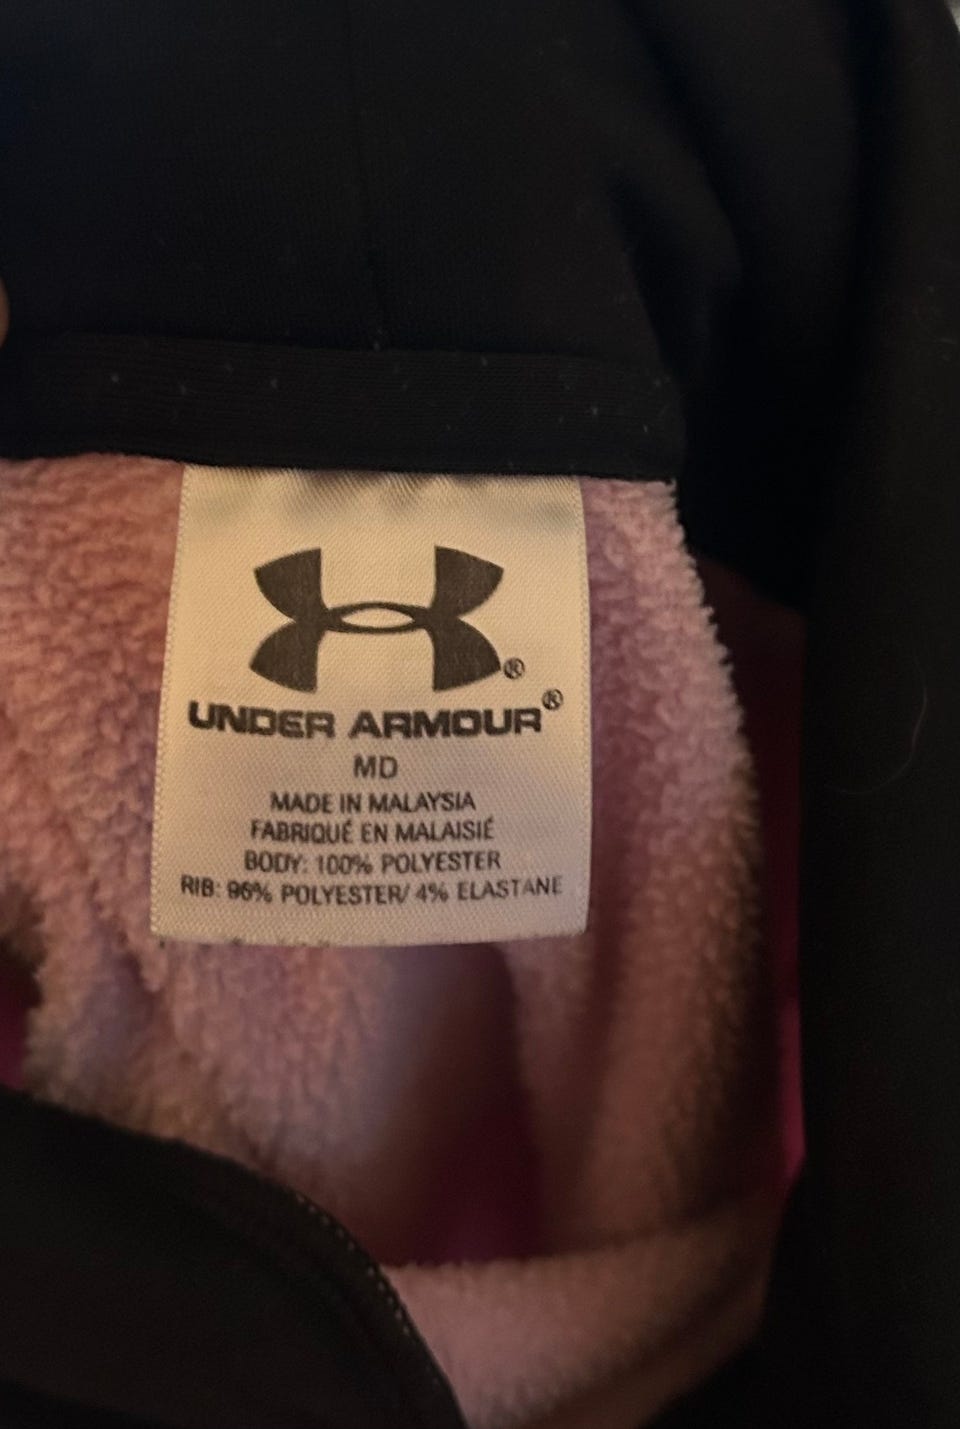 ®
UNDER ARMOUR®
MD
MADE IN MALAYSIA
FABRIQUÉ EN MALAISIÉ
BODY: 100% POLYESTER
RIB: 96% POLYESTER/ 4% ELASTANE